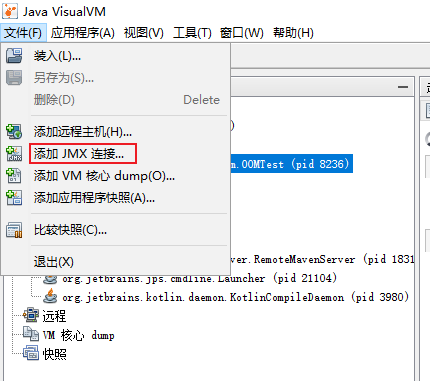 Java VisualVM
文件(F) 应用程序(A) 视图(V) 工具(T) 窗口(W) 帮助(H)
装入(L)...
另存为(S)...
删除(D) Delete
添加远程主机(H)...
添加 JMX 连接...
添加 VM 核心 dump(O)...
添加应用程序快照(A)...
比较快照(C)...
退出(X)
m.OOMTest (pid 8236)
ver.RemoteMavenServer (pid 1831
org.jetbrains.jps.cmdline.Launcher (pid 21104)
org.jetbrains.kotlin.daemon.KotlinCompileDaemon (pid 3980)
远程
VM 核心 dump
快照